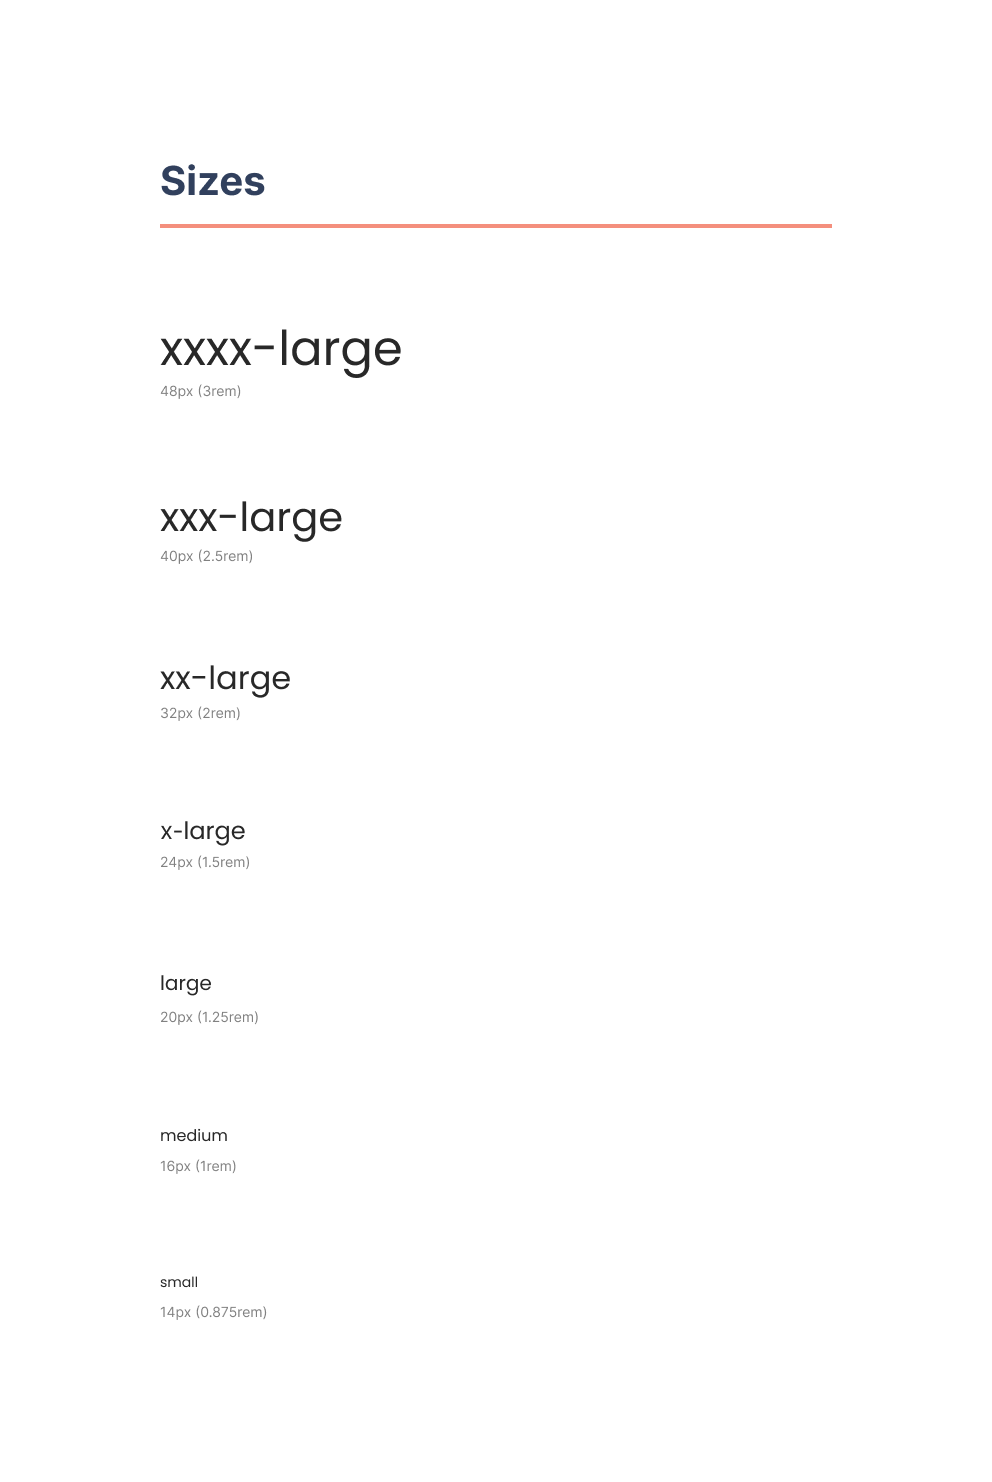 Sizes
xxxx-large
48px (3rem)
xxx-large
40px (2.5rem)
xx-large
32px (2rem)
x-large
24px (1.5rem)
large
20px (1.25rem)
medium
16px (1rem)
small
14px (0.875rem)